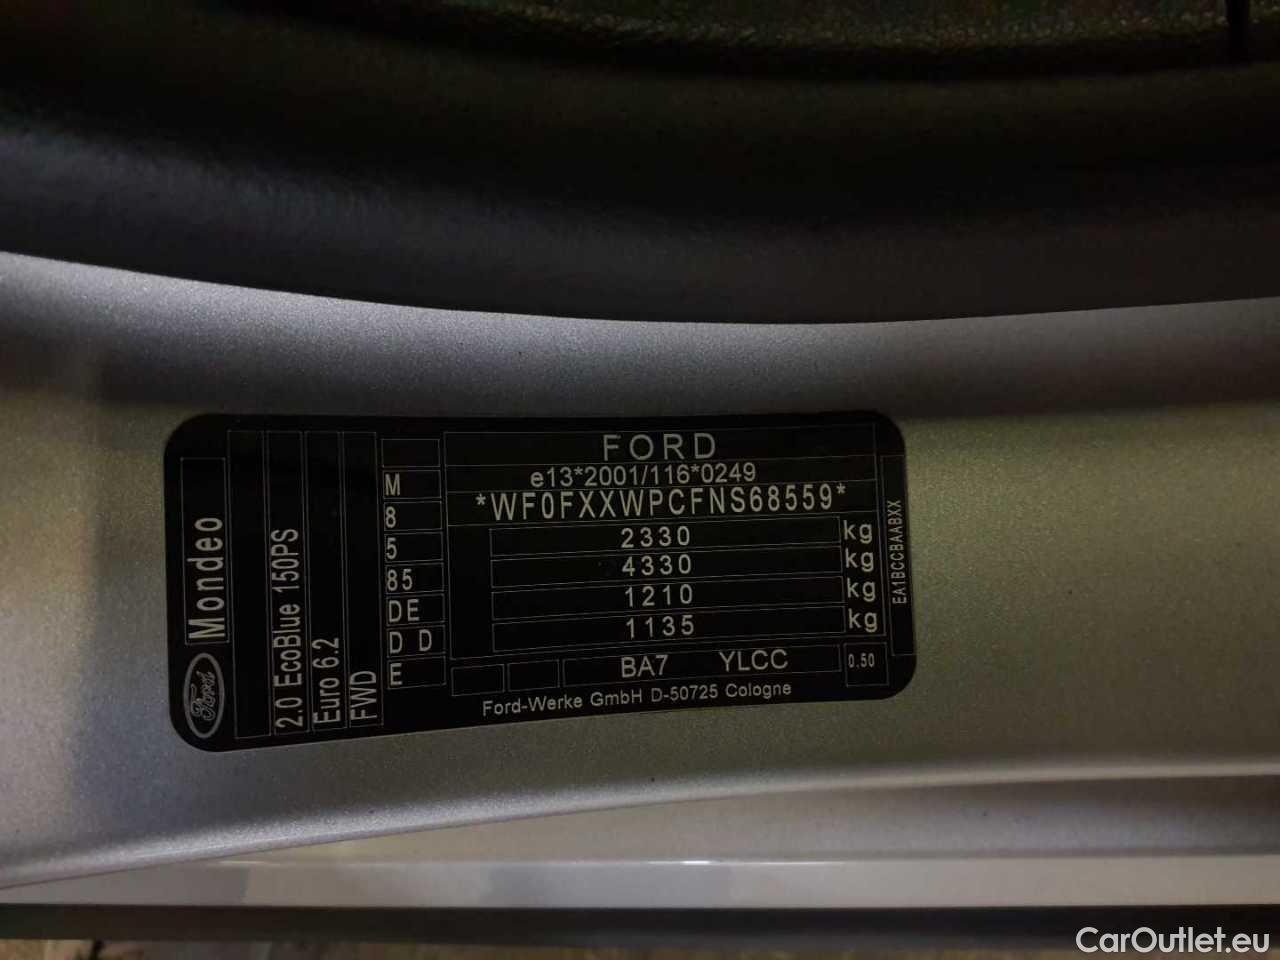 Ford
Mondeo
2.0 EcoBlue 150PS
Euro 6.2
FWD
M
8
5
85
DE
D D
E
FORD
e13*2001/116*0249
*WF0FXXWPCFNS68559*
2330 kg
4330 kg
1210 kg
1135 kg
BA7 YLCC 0.50
Ford-Werke GmbH D-50725 Cologne
EA1BCCBAABXX
CarOutlet.eu